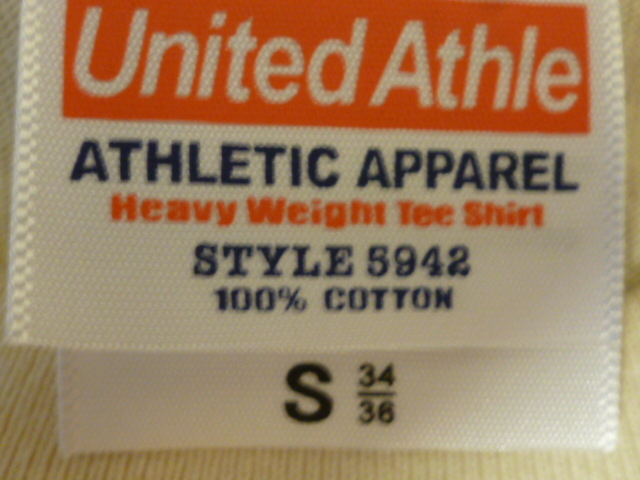 United Athle
ATHLETIC APPAREL
Heavy Weight Tee Shirt
STYLE 5942
100% COTTON
S 34
36